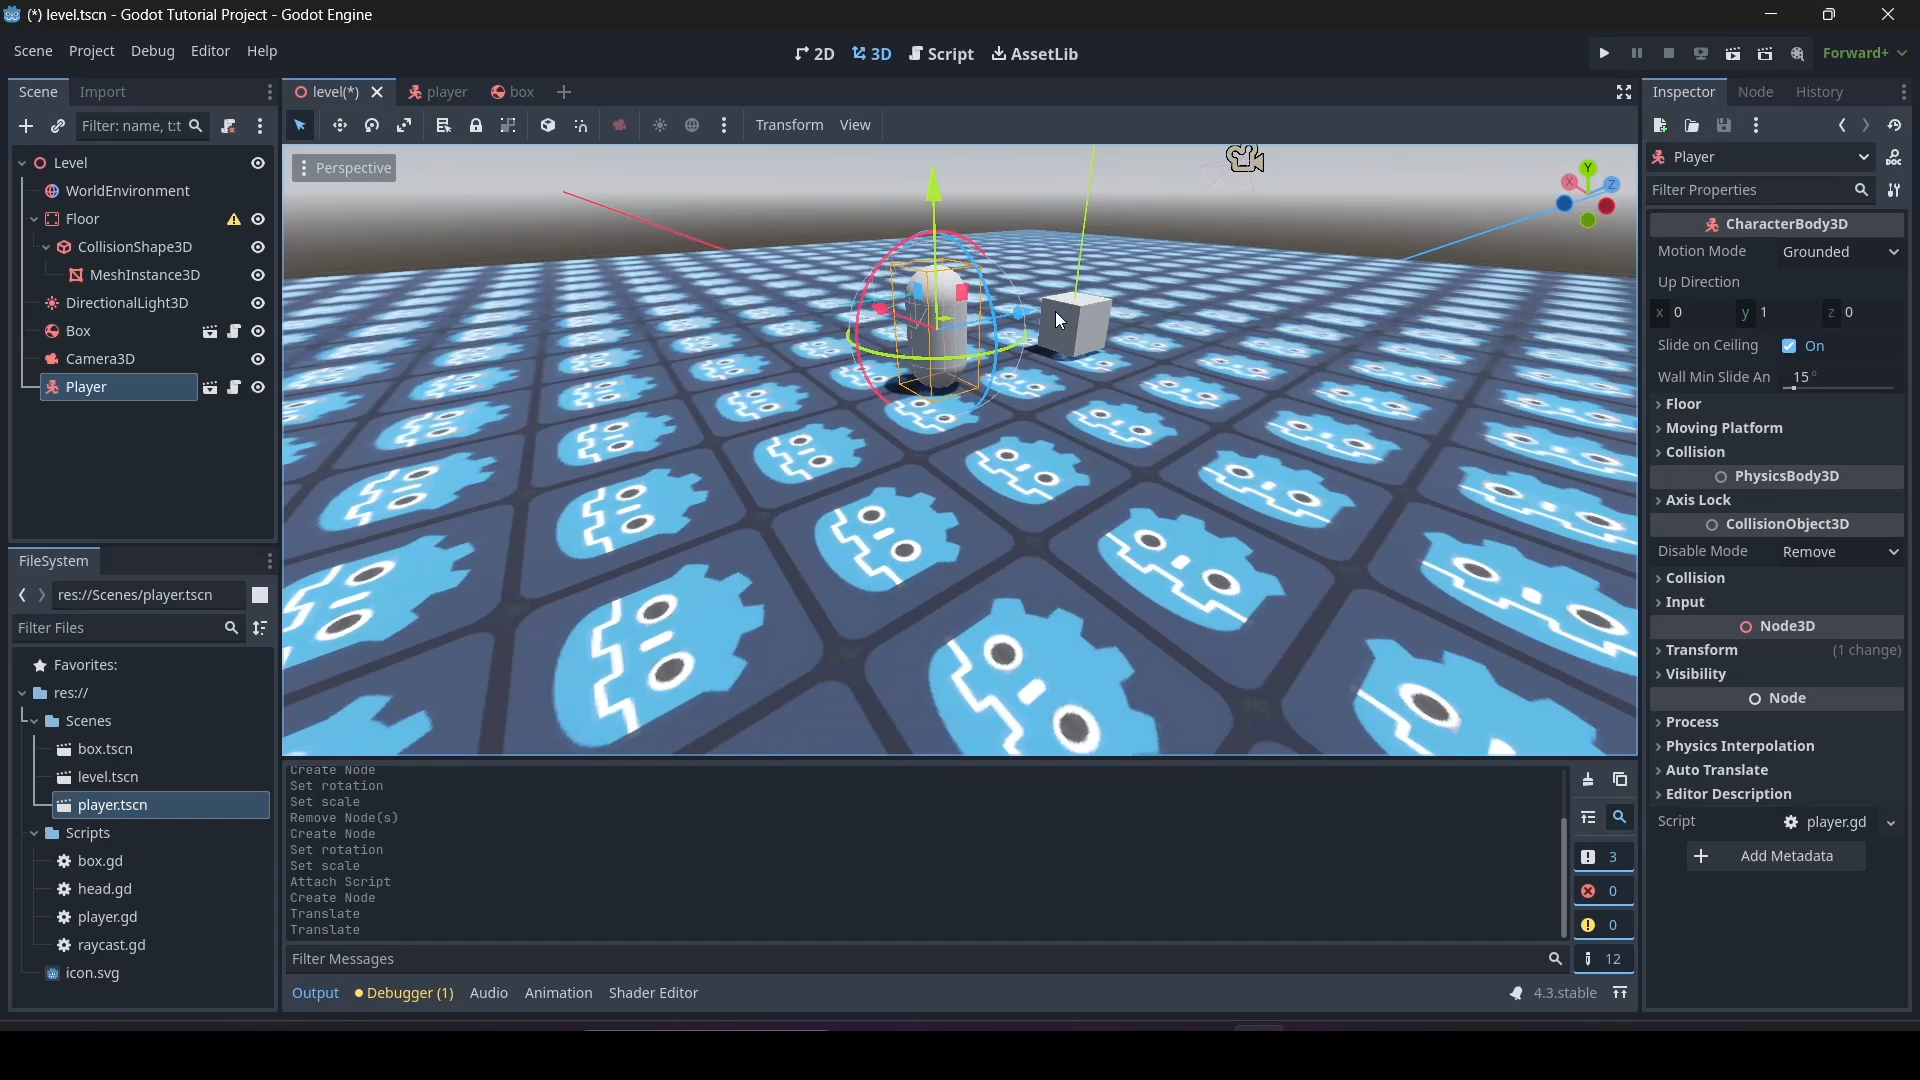 (*) level.tscn - Godot Tutorial Project - Godot Engine
Scene Project Debug Editor Help
2D 3D Script AssetLib
Forward+
Scene Import
level(*) player box
Inspector Node History
Filter: name, t:t
Transform View
Player
Filter Properties
Level
WorldEnvironment
Floor
CollisionShape3D
MeshInstance3D
DirectionalLight3D
Box
Camera3D
Player
Perspective
Y
X
Z
CharacterBody3D
Motion Mode Grounded
Up Direction
x 0 y 1 z 0
Slide on Ceiling On
Wall Min Slide An 15°
Floor
Moving Platform
Collision
PhysicsBody3D
Axis Lock
CollisionObject3D
Disable Mode Remove
Collision
Input
Node3D
Transform (1 change)
Visibility
Node
Process
Physics Interpolation
Auto Translate
Editor Description
Script player.gd
Add Metadata
FileSystem
res://Scenes/player.tscn
Filter Files
Favorites:
res://
Scenes
box.tscn
level.tscn
player.tscn
Scripts
box.gd
head.gd
player.gd
raycast.gd
icon.svg
Create Node
Set rotation
Set scale
Remove Node(s)
Create Node
Set rotation
Set scale
Attach Script
Create Node
Translate
Translate
3
0
0
12
Filter Messages
Output Debugger (1) Audio Animation Shader Editor
4.3.stable